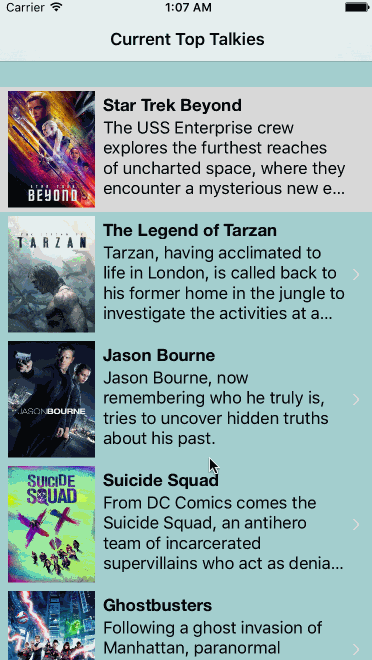 Carrier 1:07 AM
Current Top Talkies
Star Trek Beyond
The USS Enterprise crew
explores the furthest reaches
of uncharted space, where they
encounter a mysterious new e...
STAR TREK
BEYOND
The Legend of Tarzan
Tarzan, having acclimated to
life in London, is called back to
his former home in the jungle to
investigate the activities at a...
TARZAN
Jason Bourne
Jason Bourne, now
remembering who he truly is,
tries to uncover hidden truths
about his past.
JASONBOURNE
Suicide Squad
From DC Comics comes the
Suicide Squad, an antihero
team of incarcerated
supervillains who act as denia...
SUICIDE
SQUAD
Ghostbusters
Following a ghost invasion of
Manhattan, paranormal